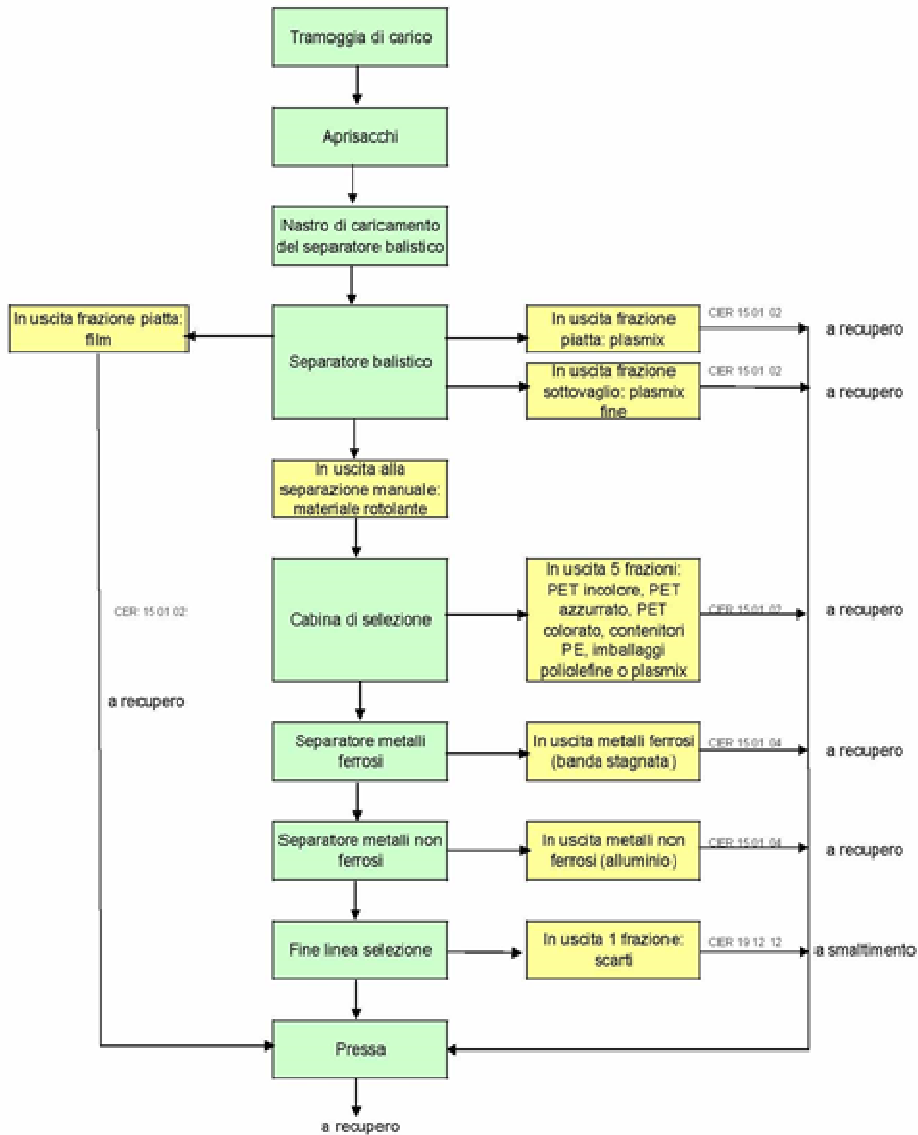 Tramoggia di carico
Aprisacchi
Nastro di caricamento
del separatore balistico
In uscita frazione piatta:
film
Separatore balistico
In uscita frazione
piatta: plasmix
CIER 15 01 02
a recupero
In uscita frazione
sottovaglio: plasmix
fine
CIER 15 01 02
a recupero
In uscita alla
separazione manuale:
materiale rotolante
Cabina di selezione
In uscita 5 frazioni:
PET incolore, PET
azzurrato, PET
colorato, contenitori
PE, imballaggi
poliolefine o plasmix
CIER 15 01 02
a recupero
CER: 15 01 02
a recupero
Separatore metalli
ferrosi
In uscita metalli ferrosi
(banda stagnata)
CIER 15 01 04
a recupero
Separatore metalli non
ferrosi
In uscita metalli non
ferrosi (alluminio)
CIER 15 01 04
a recupero
Fine linea selezione
In uscita 1 frazione:
scarti
CIER 19 12 12
a smaltimento
Pressa
a recupero